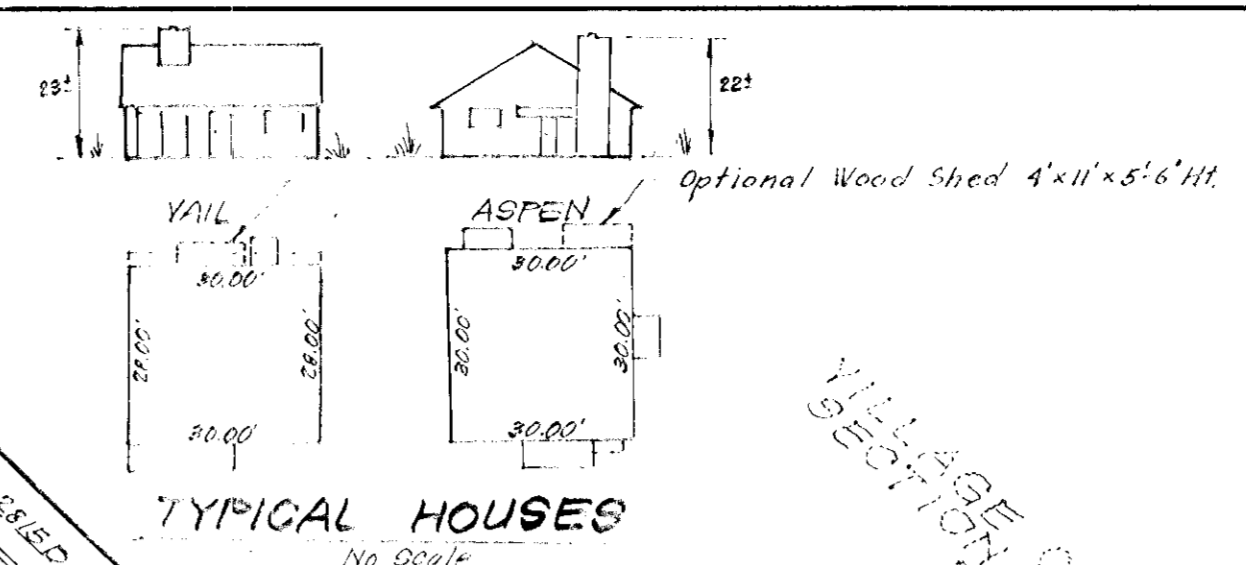 23±
22±
Optional Wood Shed 4'x11'x5'-6" Ht.
VAIL
ASPEN
30.00'
30.00'
28.00'
28.00'
30.00'
30.00'
30.00'
30.00'
TYPICAL HOUSES
No Scale
VILLAGE
SECTION